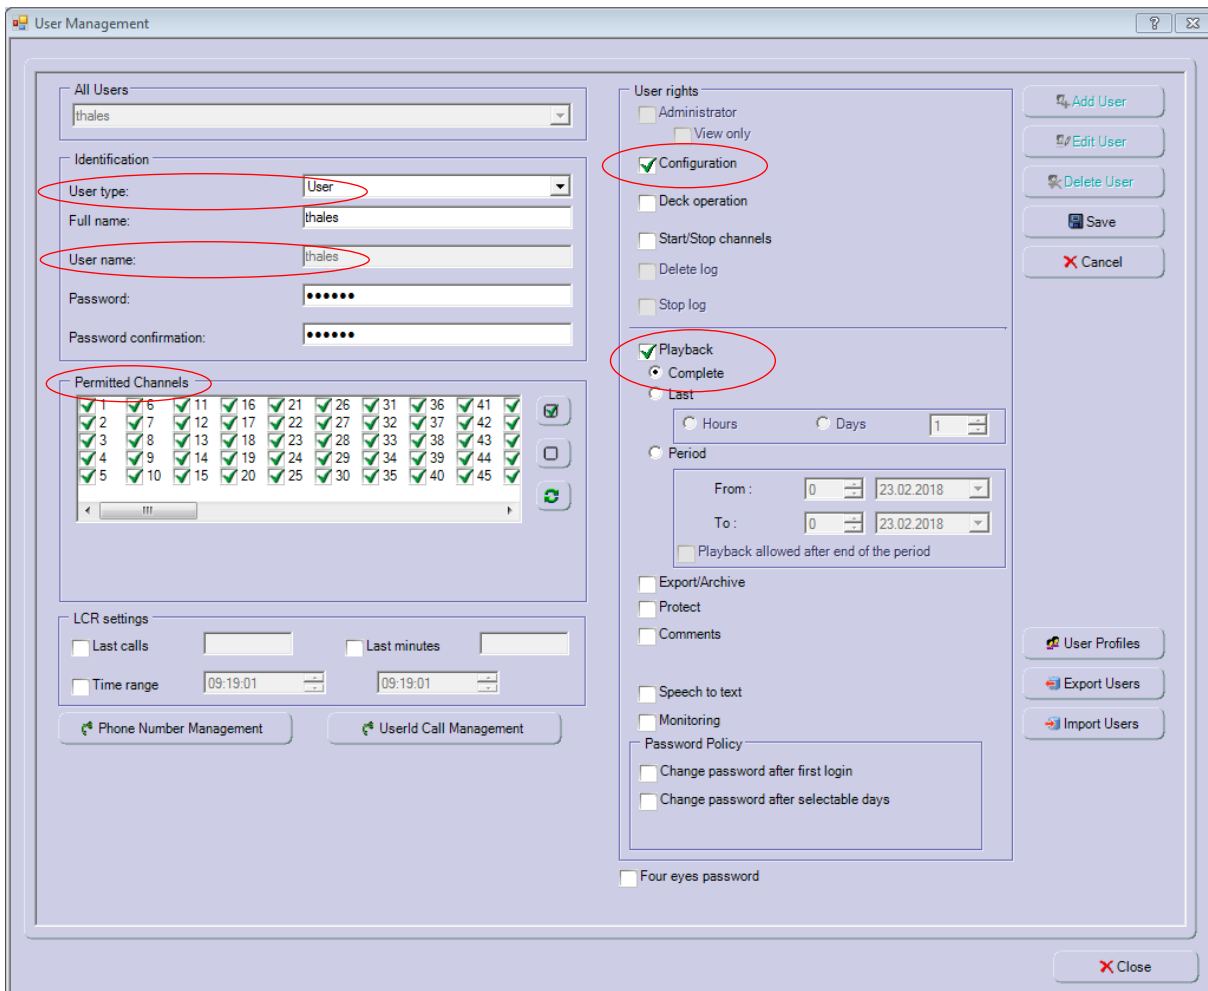 User Management
All Users
thales
Identification
User type: User
Full name: thales
User name: thales
Password: ●●●●●●
Password confirmation: ●●●●●●
Permitted Channels
1 6 11 16 21 26 31 36 41
2 7 12 17 22 27 32 37 42
3 8 13 18 23 28 33 38 43
4 9 14 19 24 29 34 39 44
5 10 15 20 25 30 35 40 45
LCR settings
Last calls Last minutes
Time range 09:19:01 09:19:01
Phone Number Management UserId Call Management
User rights
Administrator
View only
Configuration
Deck operation
Start/Stop channels
Delete log
Stop log
Playback
Complete
Last
Hours Days 1
Period
From : 0 23.02.2018
To : 0 23.02.2018
Playback allowed after end of the period
Export/Archive
Protect
Comments
Speech to text
Monitoring
Password Policy
Change password after first login
Change password after selectable days
Four eyes password
Add User
Edit User
Delete User
Save
Cancel
User Profiles
Export Users
Import Users
Close